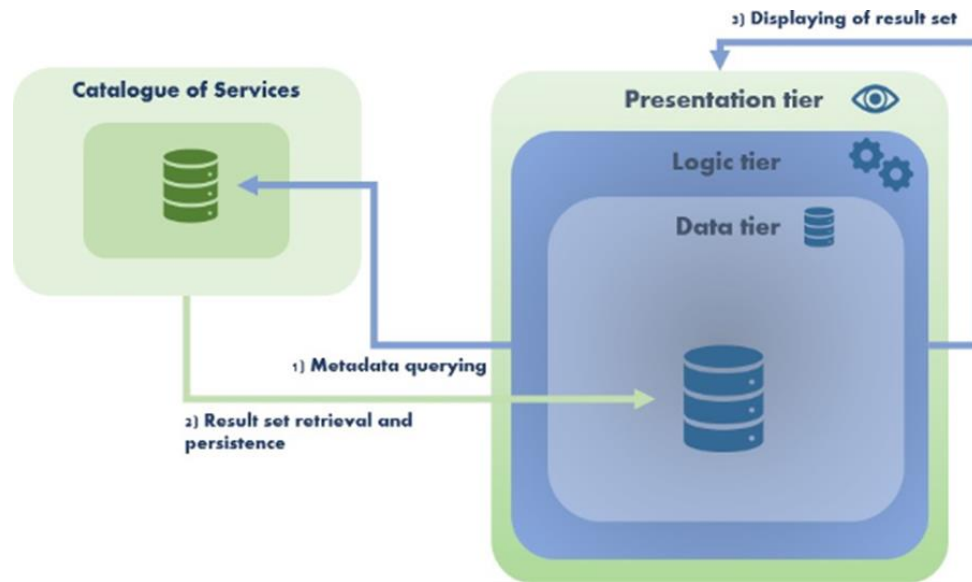 3) Displaying of result set
Catalogue of Services
Presentation tier
Logic tier
Data tier
1) Metadata querying
2) Result set retrieval and
persistence